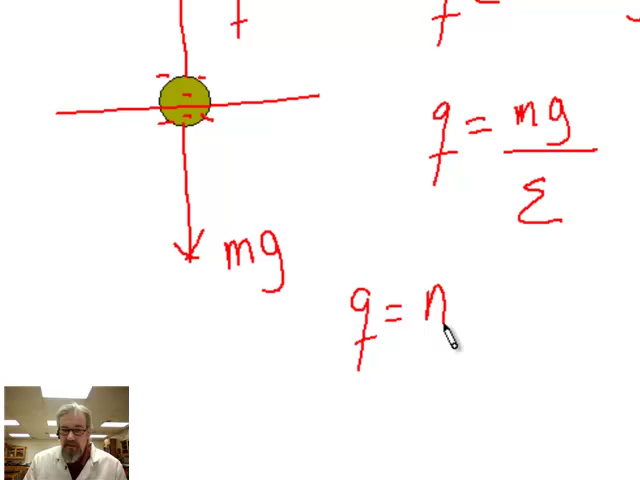 q = mg / ε
mg
q = n